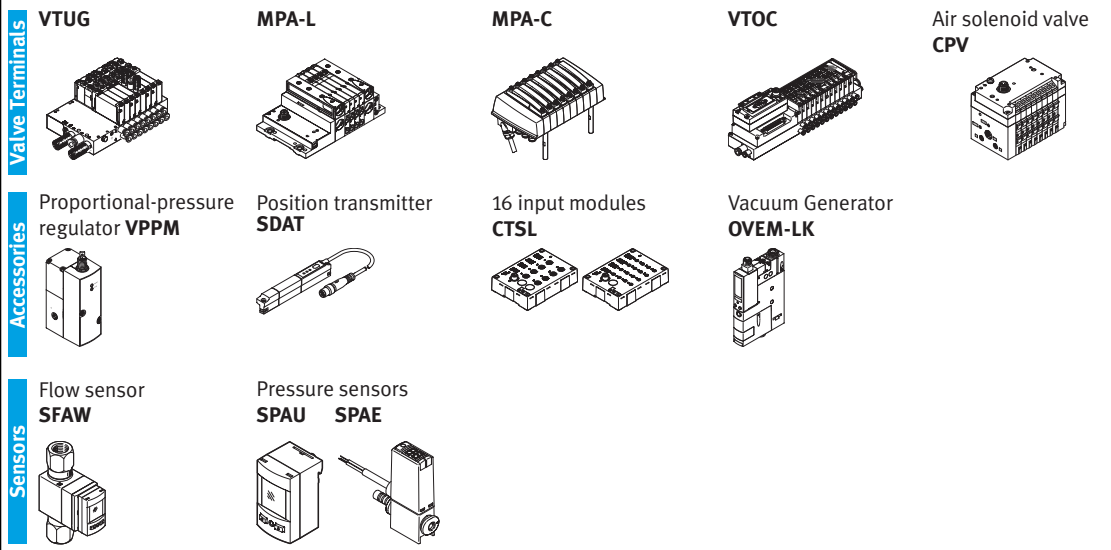 Valve Terminals
VTUG
MPA-L
MPA-C
VTOC
Air solenoid valve
CPV
Accessories
Proportional-pressure
regulator VPPM
Position transmitter
SDAT
16 input modules
CTSL
Vacuum Generator
OVEM-LK
Sensors
Flow sensor
SFAW
Pressure sensors
SPAU SPAE